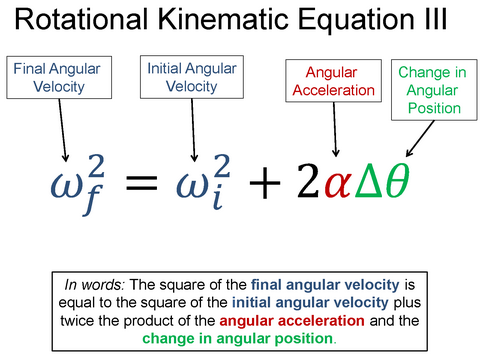 Rotational Kinematic Equation III
Final Angular
Velocity
Initial Angular
Velocity
Angular
Acceleration
Change in
Angular
Position
ω_f^2 = ω_i^2 + 2αΔθ
In words: The square of the final angular velocity is
equal to the square of the initial angular velocity plus
twice the product of the angular acceleration and the
change in angular position.